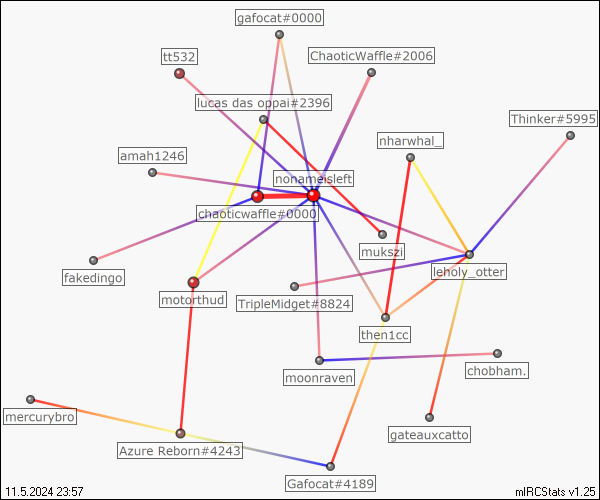 gafocat#0000
tt532
ChaoticWaffle#2006
lucas das oppai#2396
Thinker#5995
nharwhal_
amah1246
nonameisleft
chaoticwaffle#0000
mukszi
fakedingo
leholy_otter
motorthud
TripleMidget#8824
then1cc
moonraven
chobham.
mercurybro
gateauxcatto
Azure Reborn#4243
Gafocat#4189
11.5.2024 23:57
mIRCStats v1.25